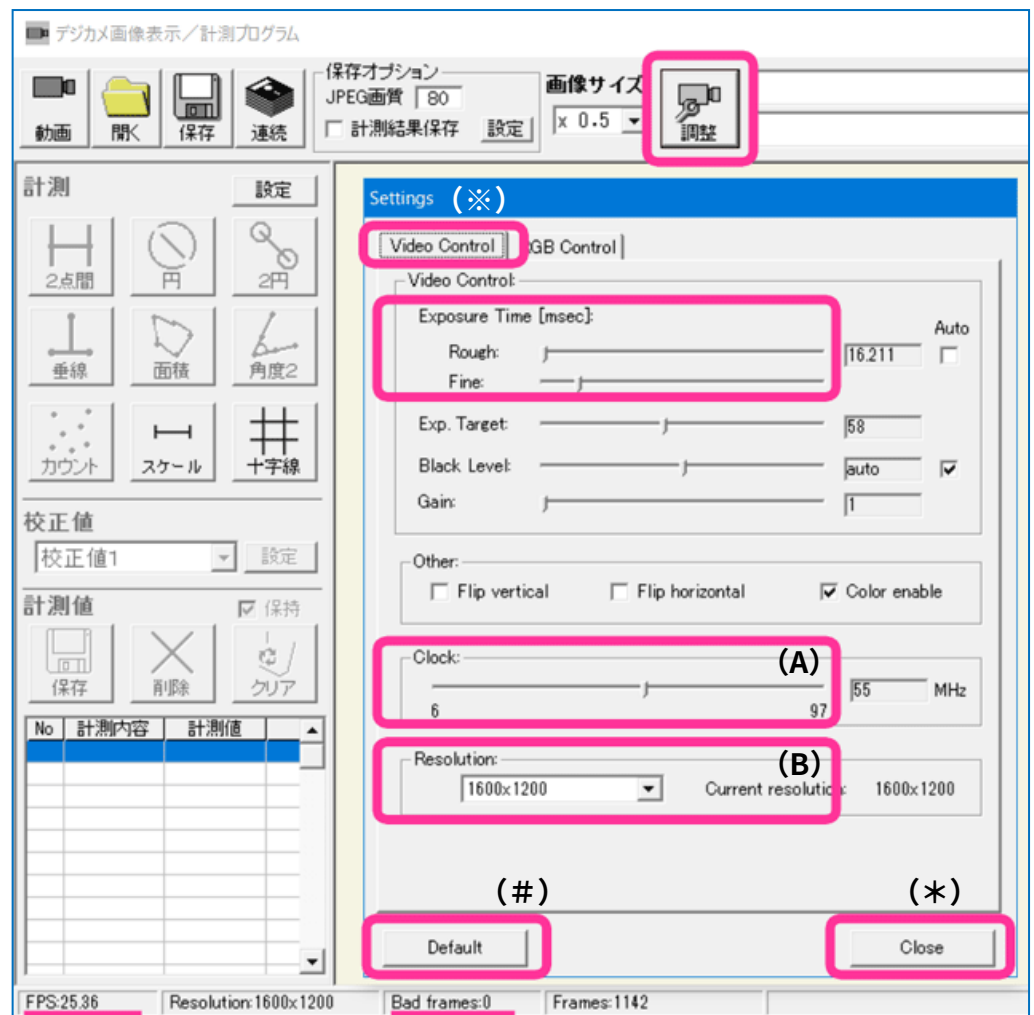 デジカメ画像表示／計測プログラム
動画
開く
保存
連続
保存オプション
JPEG画質 80
計測結果保存 設定
画像サイズ
x 0.5
調整
計測 設定
2点間 円 2円
垂線 面積 角度2
カウント スケール 十字線
校正値
校正値1 設定
計測値 保持
保存 削除 クリア
No 計測内容 計測値
Settings (※)
Video Control GB Control
Video Control:
Exposure Time [msec]:
Auto
Rough: 16.211
Fine:
Exp. Target: 58
Black Level: auto
Gain: 1
Other:
Flip vertical Flip horizontal Color enable
Clock: (A)
55 MHz
6 97
Resolution: (B)
1600x1200 Current resolution: 1600x1200
(#) (＊)
Default Close
FPS:25.36 Resolution:1600x1200 Bad frames:0 Frames:1142